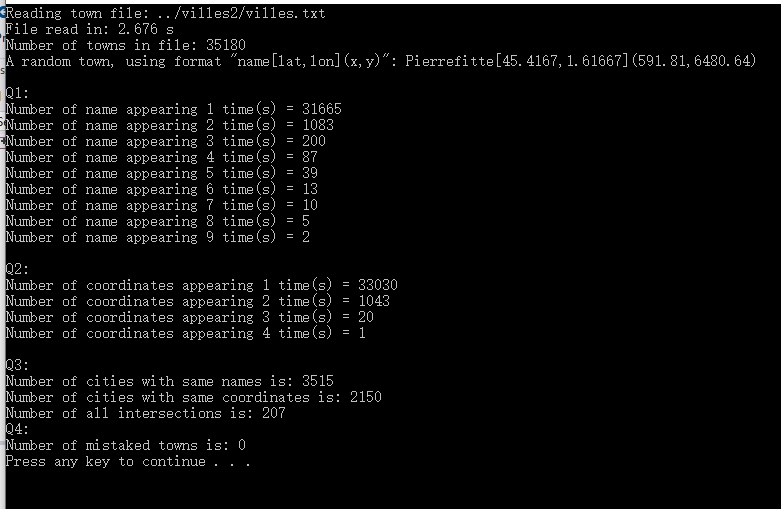 Reading town file: ../villes2/villes.txt
File read in: 2.676 s
Number of towns in file: 35180
A random town, using format "name[lat,lon](x,y)": Pierrefitte[45.4167,1.61667](591.81,6480.64)
Q1:
Number of name appearing 1 time(s) = 31665
Number of name appearing 2 time(s) = 1083
Number of name appearing 3 time(s) = 200
Number of name appearing 4 time(s) = 87
Number of name appearing 5 time(s) = 39
Number of name appearing 6 time(s) = 13
Number of name appearing 7 time(s) = 10
Number of name appearing 8 time(s) = 5
Number of name appearing 9 time(s) = 2
Q2:
Number of coordinates appearing 1 time(s) = 33030
Number of coordinates appearing 2 time(s) = 1043
Number of coordinates appearing 3 time(s) = 20
Number of coordinates appearing 4 time(s) = 1
Q3:
Number of cities with same names is: 3515
Number of cities with same coordinates is: 2150
Number of all intersections is: 207
Q4:
Number of mistaked towns is: 0
Press any key to continue . . .